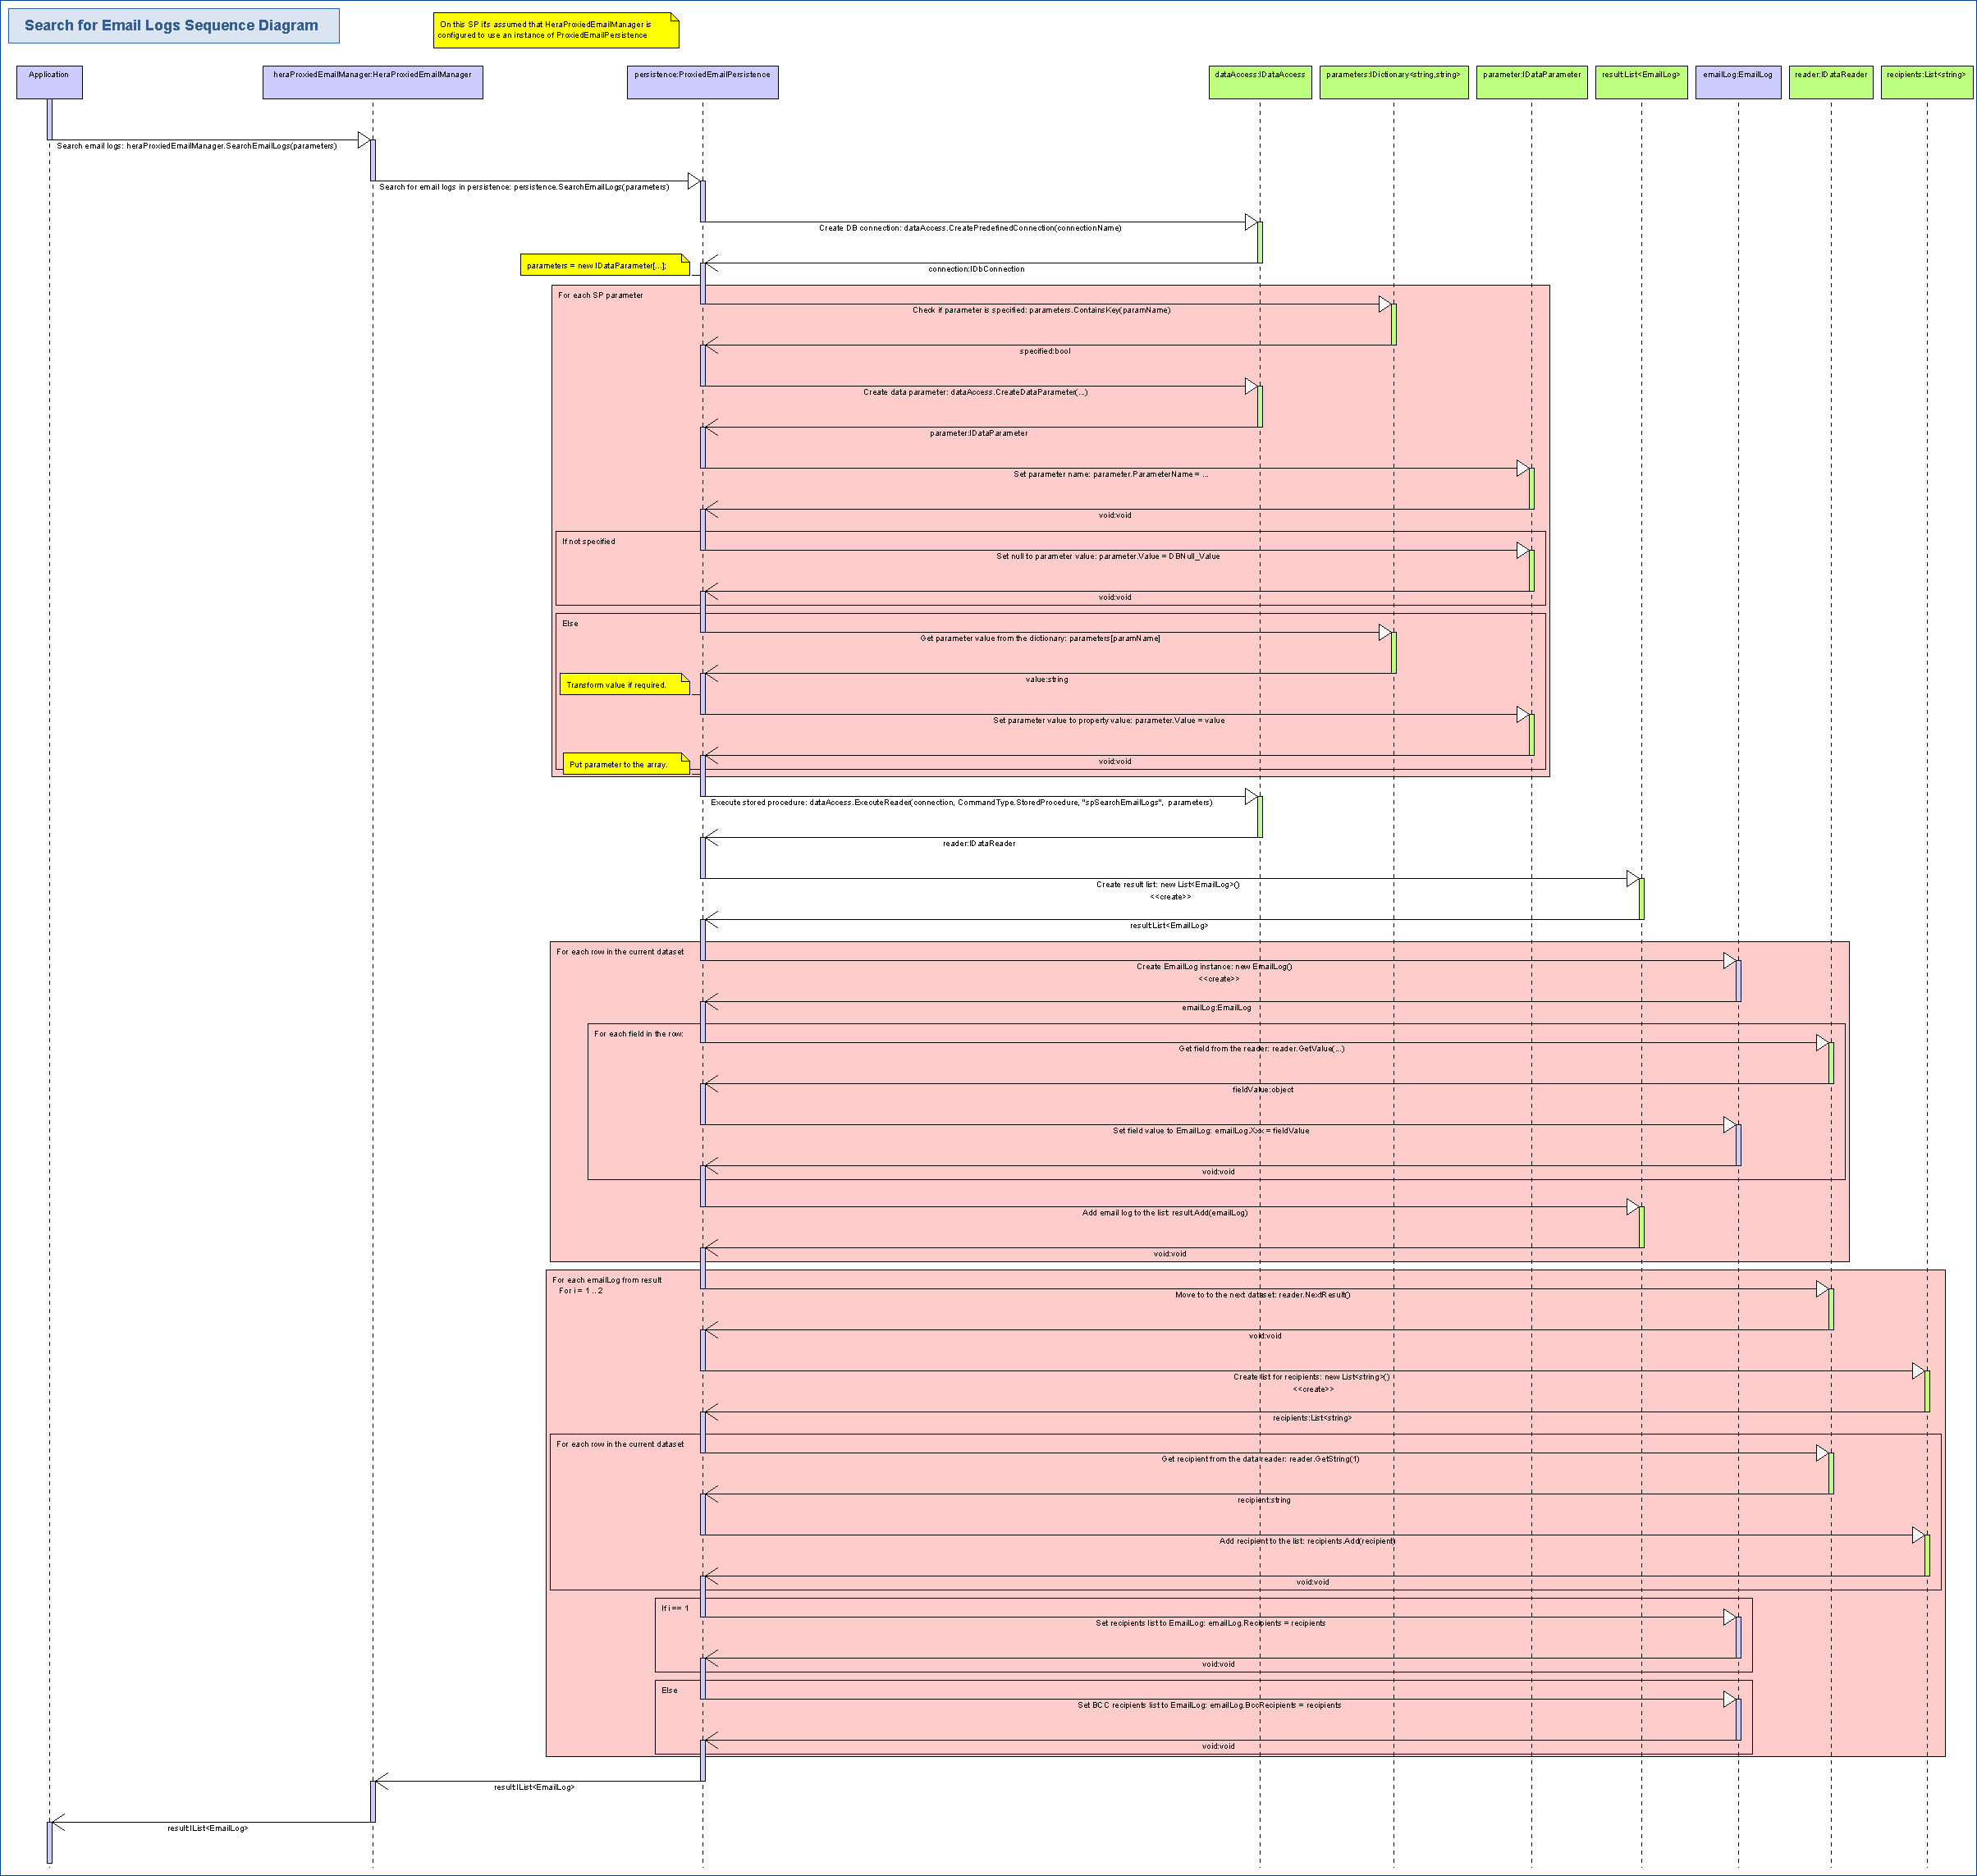 Search for Email Logs Sequence Diagram
On this SP it's assumed that HeraProxiedEmailManager is
configured to use an instance of ProxiedEmailPersistence
Application
heraProxiedEmailManager:HeraProxiedEmailManager
persistence:ProxiedEmailPersistence
dataAccess:IDataAccess
parameters:IDictionary<string,string>
parameter:IDataParameter
result:List<EmailLog>
emailLog:EmailLog
reader:IDataReader
recipients:List<string>
Search email logs: heraProxiedEmailManager.SearchEmailLogs(parameters)
Search for email logs in persistence: persistence.SearchEmailLogs(parameters)
Create DB connection: dataAccess.CreatePredefinedConnection(connectionName)
parameters = new IDataParameter[...];
connection:IDbConnection
For each SP parameter
Check if parameter is specified: parameters.ContainsKey(paramName)
specified:bool
Create data parameter: dataAccess.CreateDataParameter(...)
parameter:IDataParameter
Set parameter name: parameter.ParameterName = ...
void:void
If not specified
Set null to parameter value: parameter.Value = DBNull_Value
void:void
Else
Get parameter value from the dictionary: parameters[paramName]
value:string
Transform value if required.
Set parameter value to property value: parameter.Value = value
void:void
Put parameter to the array.
Execute stored procedure: dataAccess.ExecuteReader(connection, CommandType.StoredProcedure, "spSearchEmailLogs", parameters)
reader:IDataReader
Create result list: new List<EmailLog>()
<<create>>
result:List<EmailLog>
For each row in the current dataset
Create EmailLog instance: new EmailLog()
<<create>>
emailLog:EmailLog
For each field in the row:
Get field from the reader: reader.GetValue(...)
fieldValue:object
Set field value to EmailLog: emailLog.Xxx = fieldValue
void:void
Add email log to the list: result.Add(emailLog)
void:void
For each emailLog from result
For i = 1 .. 2
Move to to the next dataset: reader.NextResult()
void:void
Create list for recipients: new List<string>()
<<create>>
recipients:List<string>
For each row in the current dataset
Get recipient from the data reader: reader.GetString(1)
recipient:string
Add recipient to the list: recipients.Add(recipient)
void:void
If i == 1
Set recipients list to EmailLog: emailLog.Recipients = recipients
void:void
Else
Set BCC recipients list to EmailLog: emailLog.BccRecipients = recipients
void:void
result:IList<EmailLog>
result:IList<EmailLog>